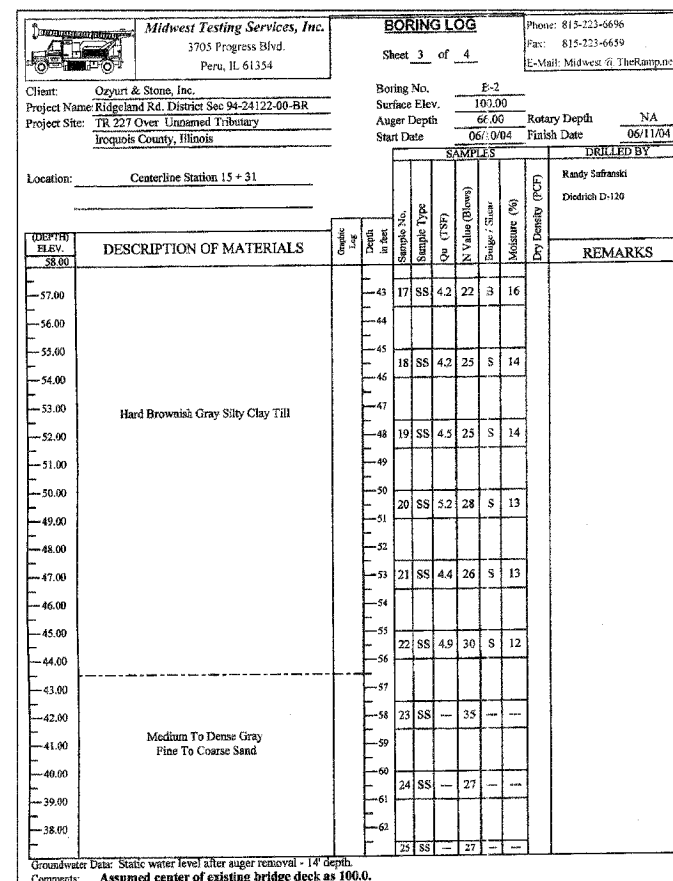 Midwest Testing Services, Inc.
3705 Progress Blvd.
Peru, IL 61354
BORING LOG
Sheet 3 of 4
Phone: 815-223-6696
Fax: 815-223-6659
E-Mail: Midwest @ TheRamp.ne
Client: Ozyurt & Stone, Inc.
Project Name: Ridgeland Rd. District Sec 94-24122-00-BR
Project Site: TR 227 Over Unnamed Tributary
Iroquois County, Illinois
Boring No. B-2
Surface Elev. 100.00
Auger Depth 66.00 Rotary Depth NA
Start Date 06/10/04 Finish Date 06/11/04
Location: Centerline Station 15 + 31
SAMPLES
DRILLED BY
Randy Safranski
Diedrich D-120
(DEPTH) ELEV.
DESCRIPTION OF MATERIALS
Graphic Log
Depth in feet
Sample No.
Sample Type
Qu (TSF)
N Value (Blows)
Bulge / Shear
Moisture (%)
Dry Density (PCF)
REMARKS
58.00
57.00 43 17 SS 4.2 22 B 16
56.00 44
55.00 45
18 SS 4.2 25 S 14
54.00 46
53.00 Hard Brownish Gray Silty Clay Till 47
52.00 48 19 SS 4.5 25 S 14
51.00 49
50.00 50
20 SS 5.2 28 S 13
49.00 51
48.00 52
47.00 53 21 SS 4.4 26 S 13
46.00 54
45.00 55
22 SS 4.9 30 S 12
44.00 56
43.00 57
42.00 58 23 SS --- 35 --- ---
Medium To Dense Gray
41.00 Fine To Coarse Sand 59
40.00 60
24 SS --- 27 --- ---
39.00 61
38.00 62
25 SS --- 27 --- ---
Groundwater Data: Static water level after auger removal - 14' depth.
Comments: Assumed center of existing bridge deck as 100.0.